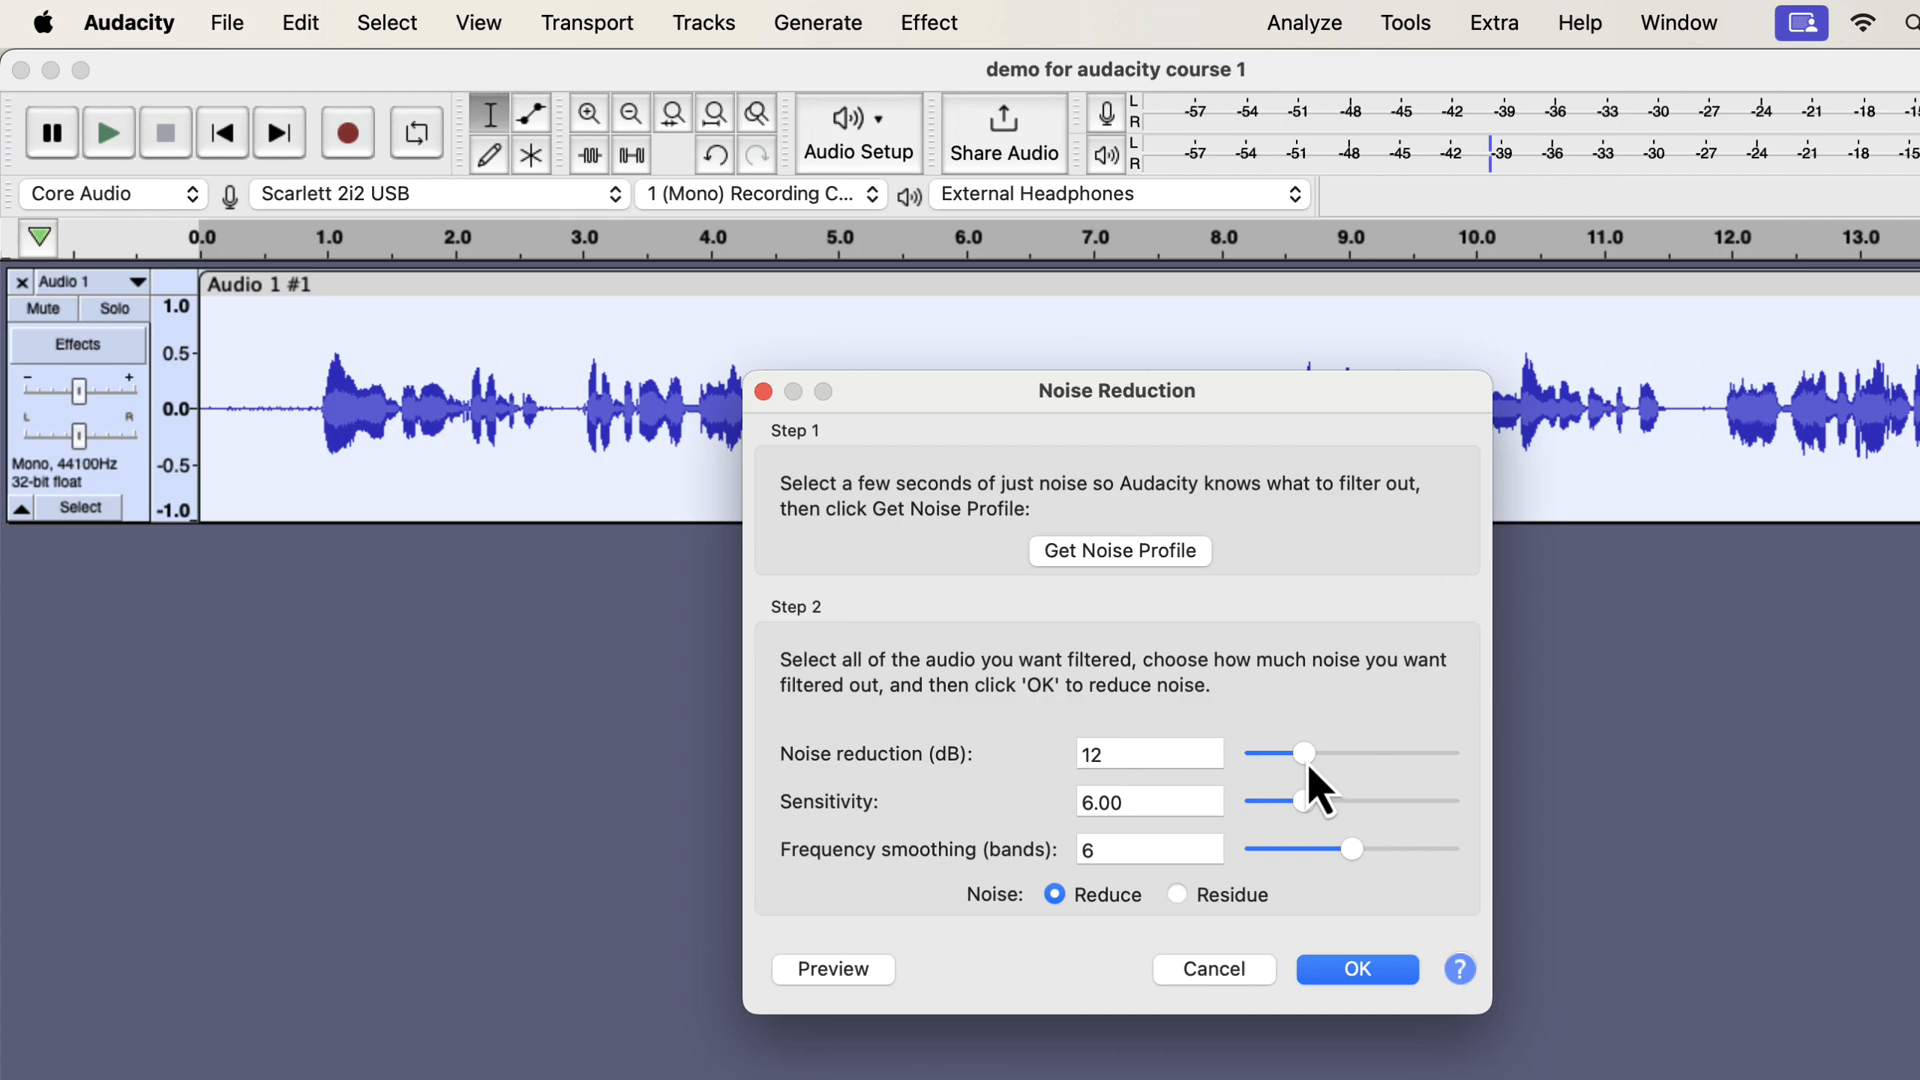 Audacity File Edit Select View Transport Tracks Generate Effect Analyze Tools Extra Help Window
demo for audacity course 1
Audio Setup
Share Audio
L
R
-57 -54 -51 -48 -45 -42 -39 -36 -33 -30 -27 -24 -21 -18
L
R
-57 -54 -51 -48 -45 -42 -39 -36 -33 -30 -27 -24 -21 -18 -15
Core Audio Scarlett 2i2 USB 1 (Mono) Recording C... External Headphones
0.0 1.0 2.0 3.0 4.0 5.0 6.0 7.0 8.0 9.0 10.0 11.0 12.0 13.0
Audio 1
Audio 1 #1
Mute Solo
Effects
- +
L R
Mono, 44100Hz
32-bit float
Select
1.0
0.5-
0.0-
-0.5-
-1.0
Noise Reduction
Step 1
Select a few seconds of just noise so Audacity knows what to filter out,
then click Get Noise Profile:
Get Noise Profile
Step 2
Select all of the audio you want filtered, choose how much noise you want
filtered out, and then click 'OK' to reduce noise.
Noise reduction (dB): 12
Sensitivity: 6.00
Frequency smoothing (bands): 6
Noise: Reduce Residue
Preview Cancel OK ?